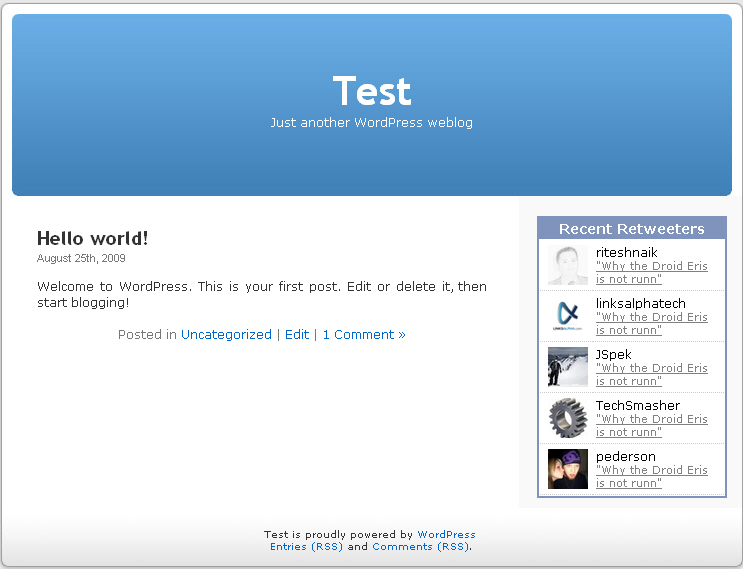 Test
Just another WordPress weblog
Hello world!
August 25th, 2009
Welcome to WordPress. This is your first post. Edit or delete it, then
start blogging!
Posted in Uncategorized | Edit | 1 Comment »
Recent Retweeters
riteshnaik
"Why the Droid Eris
is not runn"
linksalphatech
"Why the Droid Eris
is not runn"
JSpek
"Why the Droid Eris
is not runn"
TechSmasher
"Why the Droid Eris
is not runn"
pederson
"Why the Droid Eris
is not runn"
Test is proudly powered by WordPress
Entries (RSS) and Comments (RSS).